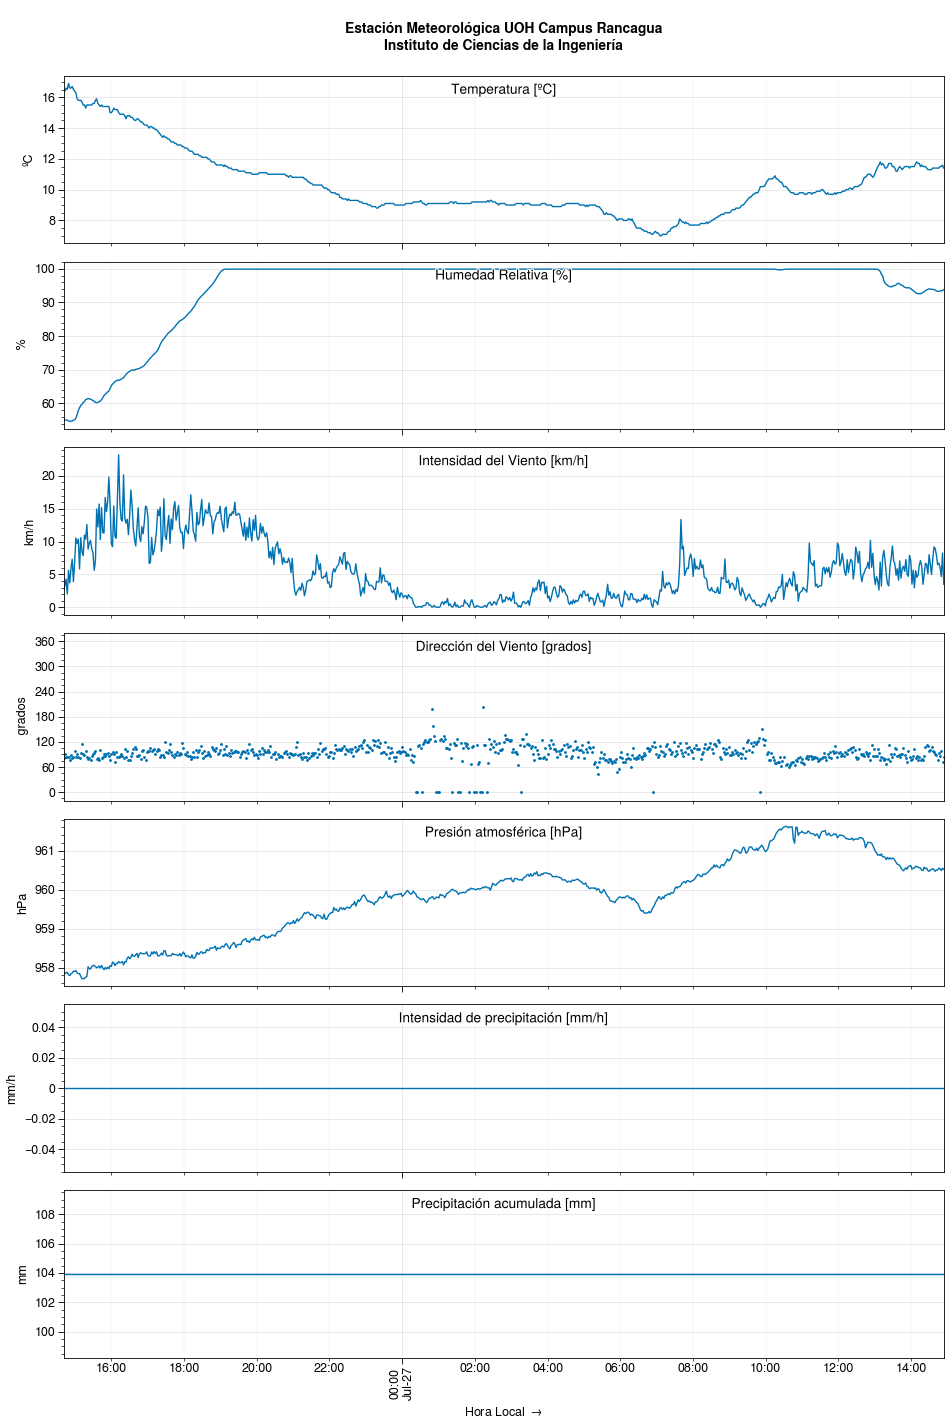 Estación Meteorológica UOH Campus Rancagua
Instituto de Ciencias de la Ingeniería
Temperatura [ºC]
16
14
12
10
8
ºC
Humedad Relativa [%]
100
90
80
70
60
%
Intensidad del Viento [km/h]
20
15
10
5
0
km/h
Dirección del Viento [grados]
360
300
240
180
120
60
0
grados
Presión atmosférica [hPa]
961
960
959
958
hPa
Intensidad de precipitación [mm/h]
0.04
0.02
0
−0.02
−0.04
mm/h
Precipitación acumulada [mm]
108
106
104
102
100
mm
16:00 18:00 20:00 22:00 00:00 02:00 04:00 06:00 08:00 10:00 12:00 14:00
Jul-27
Hora Local →